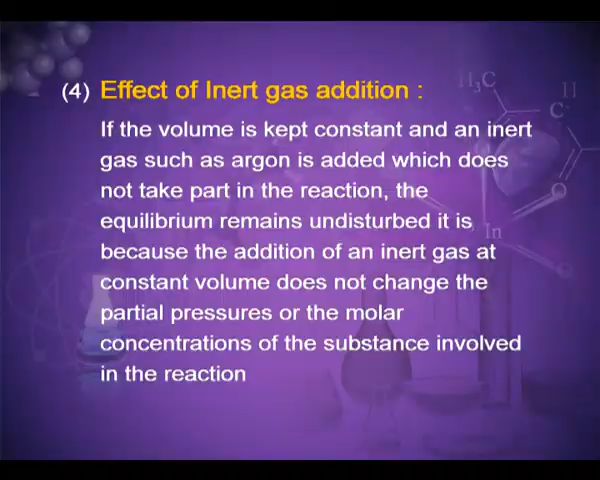 (4) Effect of Inert gas addition :
If the volume is kept constant and an inert
gas such as argon is added which does
not take part in the reaction, the
equilibrium remains undisturbed it is
because the addition of an inert gas at
constant volume does not change the
partial pressures or the molar
concentrations of the substance involved
in the reaction
H₃C
H
C
O
In